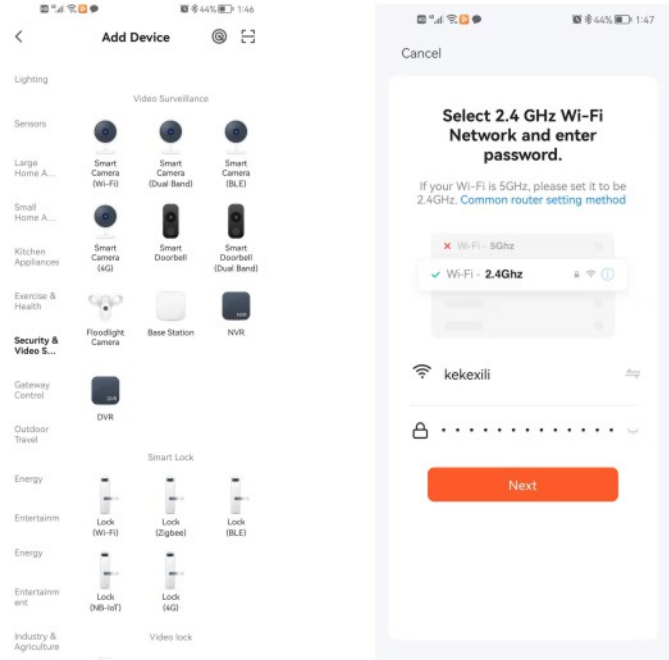 44% 1:46
Add Device
Lighting
Sensors
Large
Home A...
Small
Home A...
Kitchen
Appliances
Exercise &
Health
Security &
Video S...
Gateway
Control
Outdoor
Travel
Energy
Entertainm
Energy
Entertainm
ent
Industry &
Agriculture
Video Surveillance
Smart
Camera
(Wi-Fi)
Smart
Camera
(Dual Band)
Smart
Camera
(BLE)
Smart
Camera
(4G)
Smart
Doorbell
Smart
Doorbell
(Dual Band)
Floodlight
Camera
Base Station
NVR
DVR
Smart Lock
Lock
(Wi-Fi)
Lock
(Zigbee)
Lock
(BLE)
Lock
(NB-IoT)
Lock
(4G)
Video lock
44% 1:47
Cancel
Select 2.4 GHz Wi-Fi
Network and enter
password.
If your Wi-Fi is 5GHz, please set it to be
2.4GHz. Common router setting method
Wi-Fi - 5Ghz
Wi-Fi - 2.4Ghz
kekexili
Next